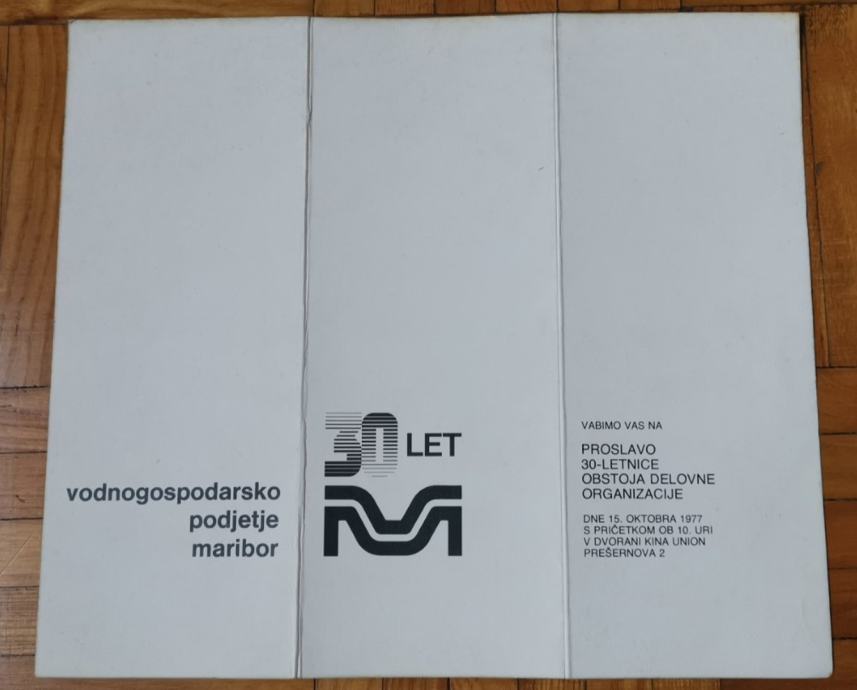 vodnogospodarsko
podjetje
maribor
30 LET
VABIMO VAS NA
PROSLAVO
30-LETNICE
OBSTOJA DELOVNE
ORGANIZACIJE
DNE 15. OKTOBRA 1977
S PRIČETKOM OB 10. URI
V DVORANI KINA UNION
PREŠERNOVA 2